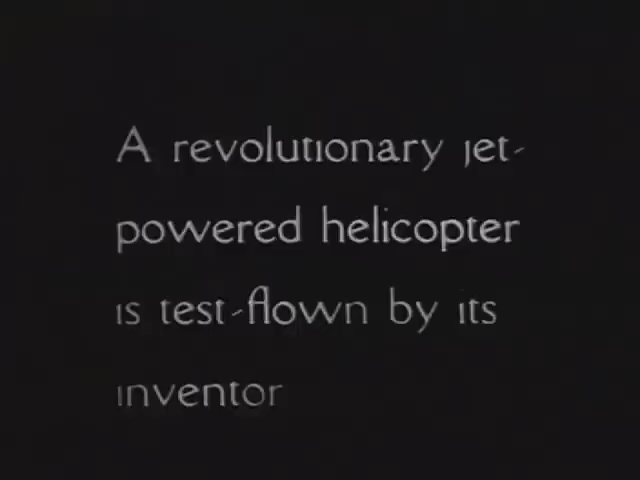 A revolutionary jet-
powered helicopter
is test-flown by its
inventor